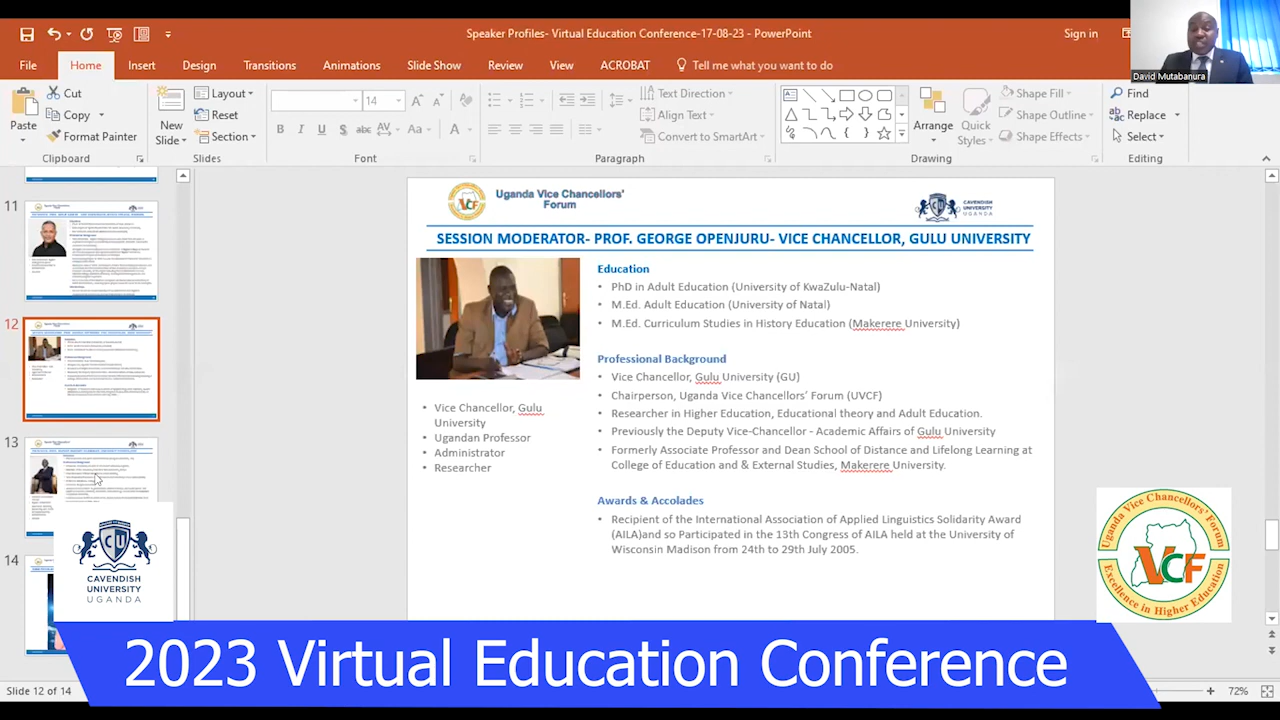 Speaker Profiles- Virtual Education Conference-17-08-23 - PowerPoint
Sign in
David Mutabanura
File Home Insert Design Transitions Animations Slide Show Review View ACROBAT Tell me what you want to do
Paste
Cut
Copy
Format Painter
Clipboard
New
Slide
Layout
Reset
Section
Slides
14
B I U S abc AV Aa A
Font
Text Direction
Align Text
Convert to SmartArt
Paragraph
Arrange
Quick
Styles
Shape Fill
Shape Outline
Shape Effects
Drawing
Find
Replace
Select
Editing
11
12
13
14
Uganda Vice Chancellors'
Forum
VCF
CAVENDISH
UNIVERSITY
UGANDA
SESSION MODERATOR- PROF. GEORGE OPENJURU,VICE CHANCELLOR, GULU UNIVERSITY
• Vice Chancellor, Gulu
University
• Ugandan Professor
Administrator
• Researcher
Education
• PhD in Adult Education (University of Kwazulu-Natal)
• M.Ed. Adult Education (University of Natal)
• M.Ed. Curriculum Studies – History Education (Makerere University)
Professional Background
• Vice Chancellor, Gulu University (GU)
• Chairperson, Uganda Vice Chancellors' Forum (UVCF)
• Researcher in Higher Education, Educational theory and Adult Education.
• Previously the Deputy Vice-Chancellor - Academic Affairs of Gulu University
• Formerly Associate Professor and Dean School of Distance and Lifelong Learning at
College of Education and & External Studies, Makerere University
Awards & Accolades
• Recipient of the International Association of Applied Linguistics Solidarity Award
(AILA)and so Participated in the 13th Congress of AILA held at the University of
Wisconsin Madison from 24th to 29th July 2005.
CU
CAVENDISH
UNIVERSITY
UGANDA
Uganda Vice Chancellors' Forum
VCF
Excellence in Higher Education
2023 Virtual Education Conference
Slide 12 of 14
72%